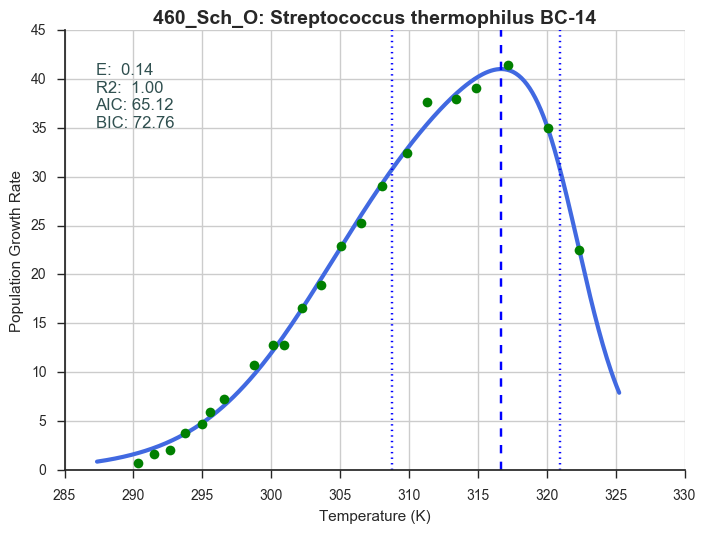 460_Sch_O: Streptococcus thermophilus BC-14
E: 0.14
R2: 1.00
AIC: 65.12
BIC: 72.76
Population Growth Rate
45
40
35
30
25
20
15
10
5
0
285 290 295 300 305 310 315 320 325 330
Temperature (K)